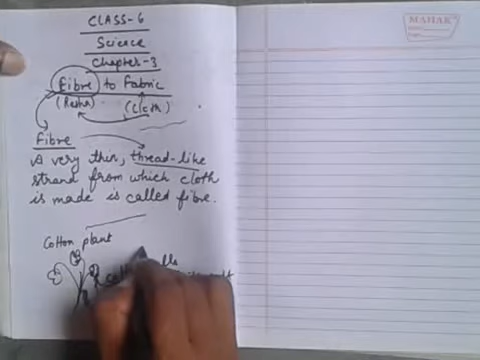 CLASS-6
Science
Chapter-3
Fibre to Fabric
(Resha) (Cloth)
Fibre
A very thin, thread-like
strand from which cloth
is made is called fibre.
Cotton plant
MAHAK